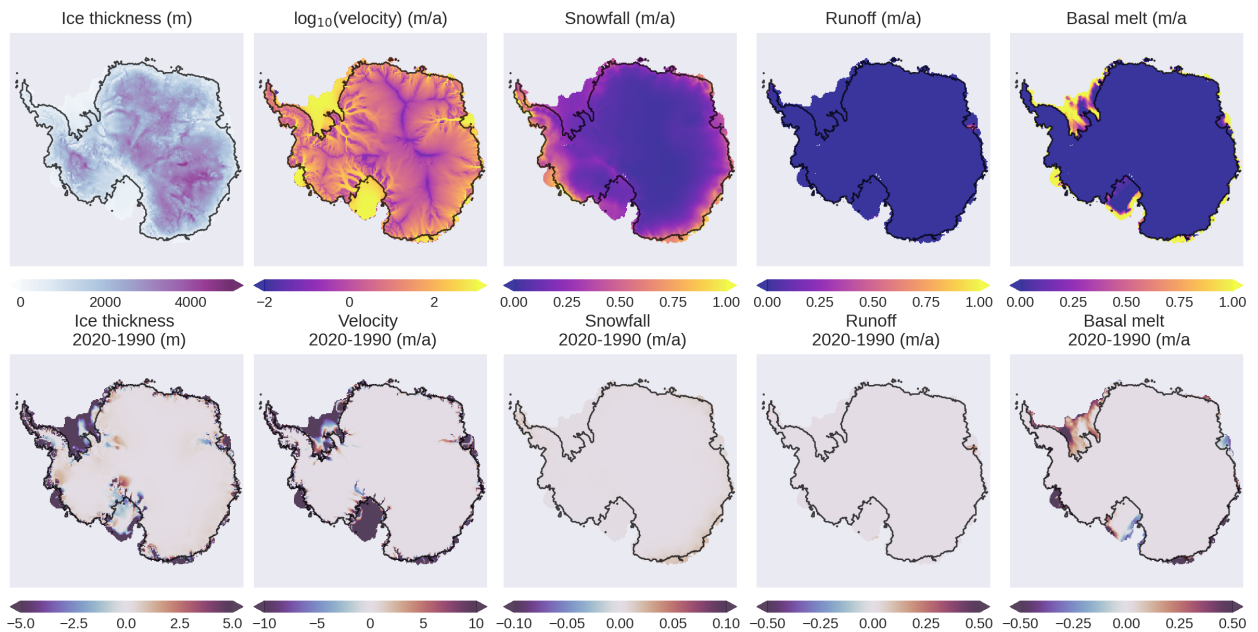 Ice thickness (m)
log₁₀(velocity) (m/a)
Snowfall (m/a)
Runoff (m/a)
Basal melt (m/a
0 2000 4000
−2 0 2
0.00 0.25 0.50 0.75 1.00
0.00 0.25 0.50 0.75 1.00
0.00 0.25 0.50 0.75 1.00
Ice thickness
2020-1990 (m)
Velocity
2020-1990 (m/a)
Snowfall
2020-1990 (m/a)
Runoff
2020-1990 (m/a)
Basal melt
2020-1990 (m/a
−5.0 −2.5 0.0 2.5 5.0
−10 −5 0 5 10
−0.10 −0.05 0.00 0.05 0.10
−0.50 −0.25 0.00 0.25 0.50
−0.50 −0.25 0.00 0.25 0.50